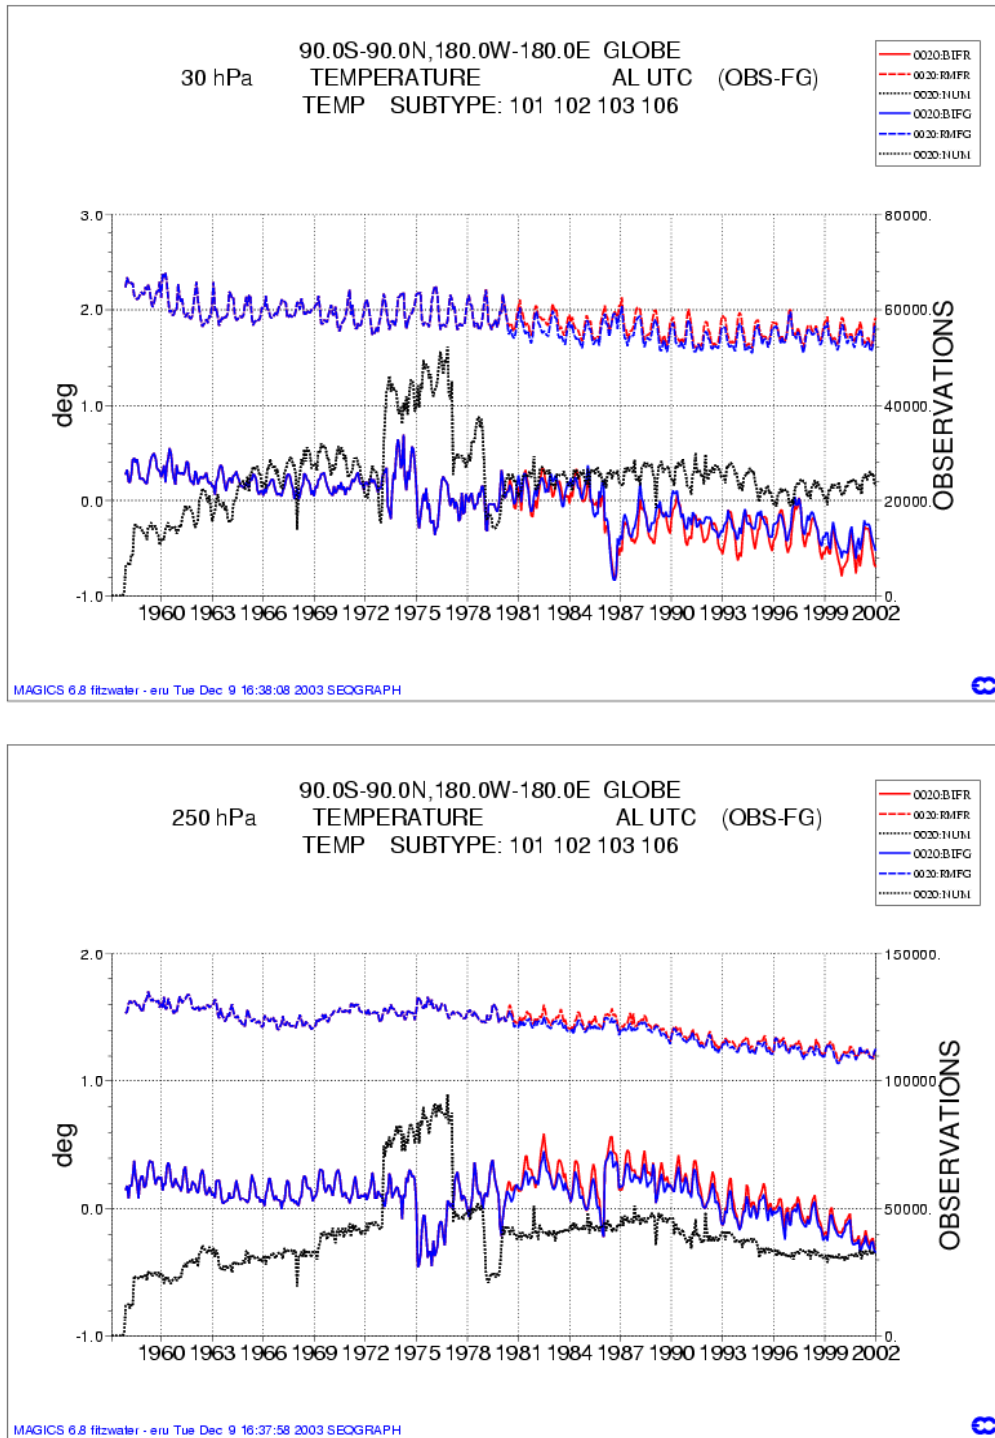 90.0S-90.0N,180.0W-180.0E GLOBE
30 hPa TEMPERATURE AL UTC (OBS-FG)
TEMP SUBTYPE: 101 102 103 106
0020:BIFR
0020:RMFR
0020:NUM
0020:BIFG
0020:RMFG
0020:NUM
3.0
2.0
1.0
0.0
-1.0
deg
80000.
60000.
40000.
20000.
0.
OBSERVATIONS
1960 1963 1966 1969 1972 1975 1978 1981 1984 1987 1990 1993 1996 1999 2002
MAGICS 6.8 fitzwater - eru Tue Dec 9 16:38:08 2003 SEQGRAPH
90.0S-90.0N,180.0W-180.0E GLOBE
250 hPa TEMPERATURE AL UTC (OBS-FG)
TEMP SUBTYPE: 101 102 103 106
0020:BIFR
0020:RMFR
0020:NUM
0020:BIFG
0020:RMFG
0020:NUM
2.0
1.0
0.0
-1.0
deg
150000.
100000.
50000.
0.
OBSERVATIONS
1960 1963 1966 1969 1972 1975 1978 1981 1984 1987 1990 1993 1996 1999 2002
MAGICS 6.8 fitzwater - eru Tue Dec 9 16:37:58 2003 SEQGRAPH